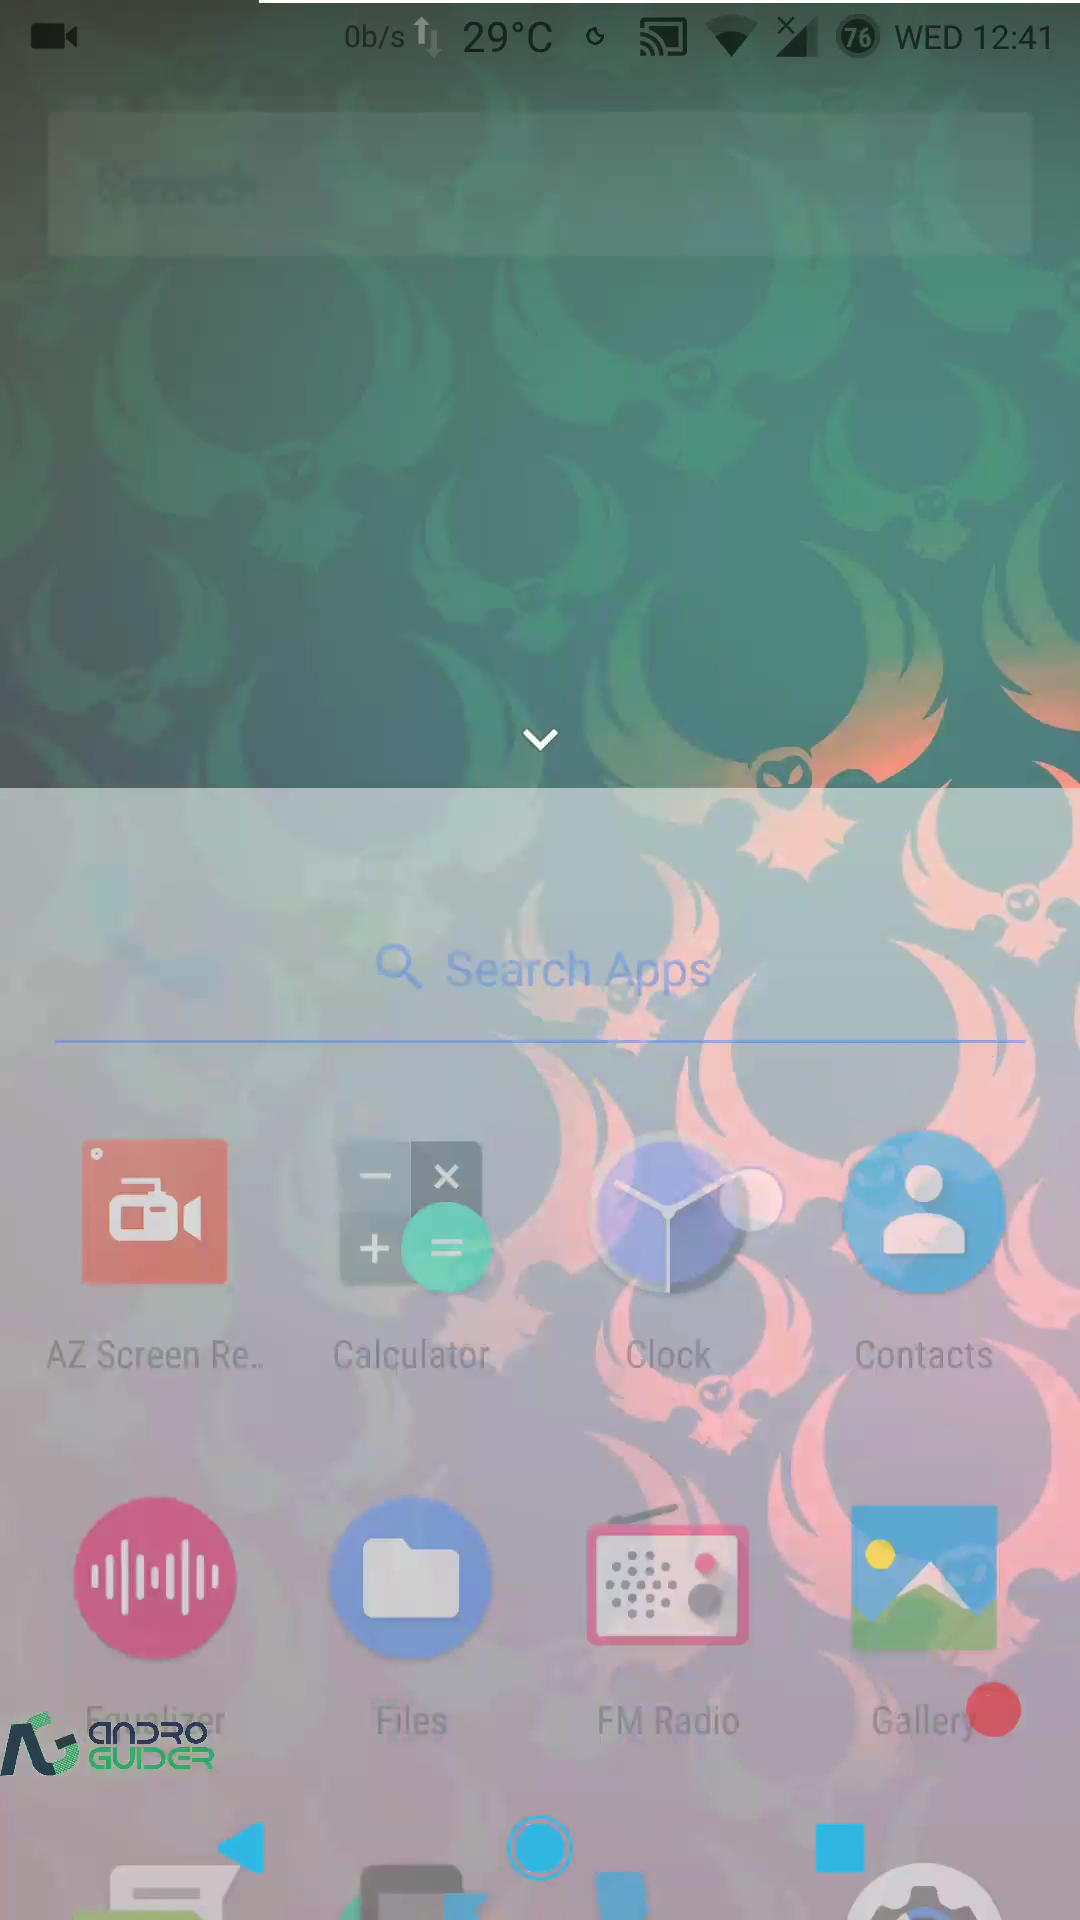 0b/s 29°C 76 WED 12:41
Search
Search Apps
AZ Screen Re.. Calculator Clock Contacts
Equalizer Files FM Radio Gallery
ANDRO
GUIDER